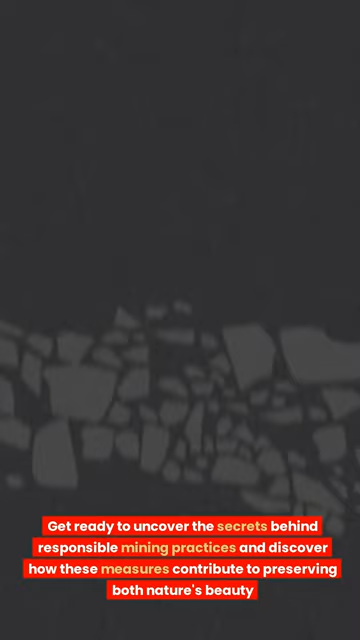 Get ready to uncover the secrets behind
responsible mining practices and discover
how these measures contribute to preserving
both nature's beauty